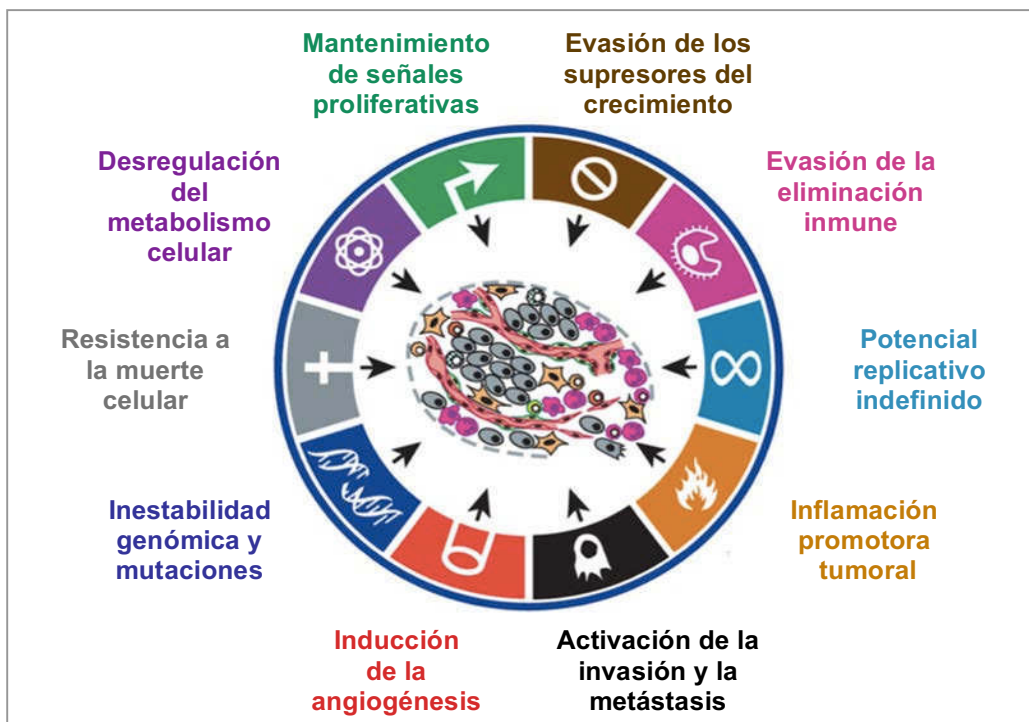 Mantenimiento
de señales
proliferativas
Evasión de los
supresores del
crecimiento
Desregulación
del
metabolismo
celular
Evasión de la
eliminación
inmune
Resistencia a
la muerte
celular
Potencial
replicativo
indefinido
Inestabilidad
genómica y
mutaciones
Inflamación
promotora
tumoral
Inducción
de la
angiogénesis
Activación de la
invasión y la
metástasis